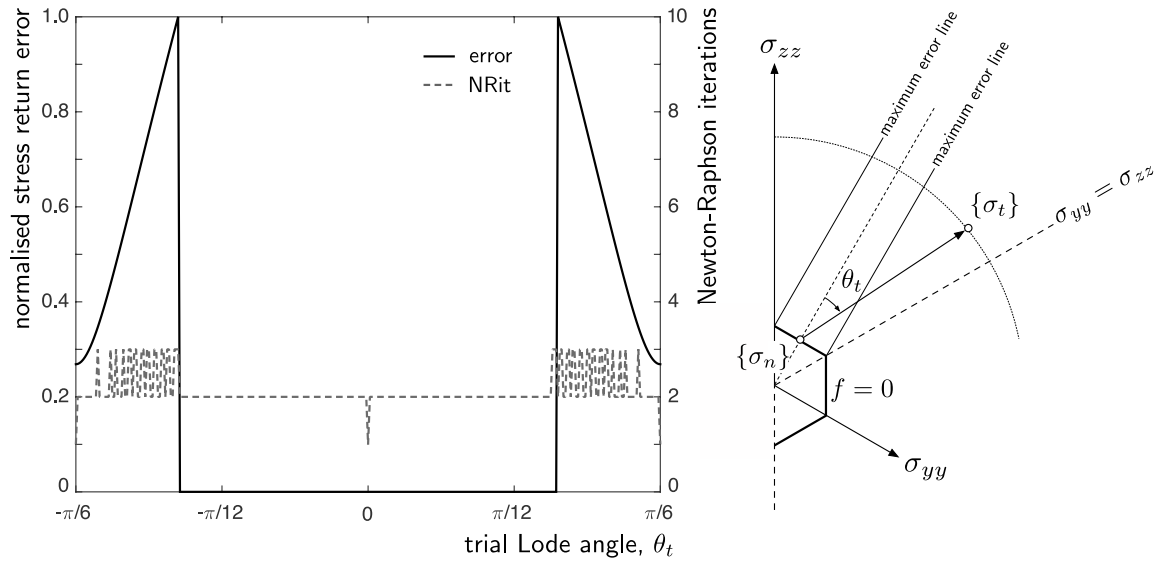 normalised stress return error
1.0
0.8
0.6
0.4
0.2
0
-π/6
-π/12
0
π/12
π/6
trial Lode angle, θt
error
NRit
10
8
6
4
2
0
Newton-Raphson iterations
σzz
maximum error line
maximum error line
{σt}
σyy = σzz
θt
{σn}
f = 0
σyy